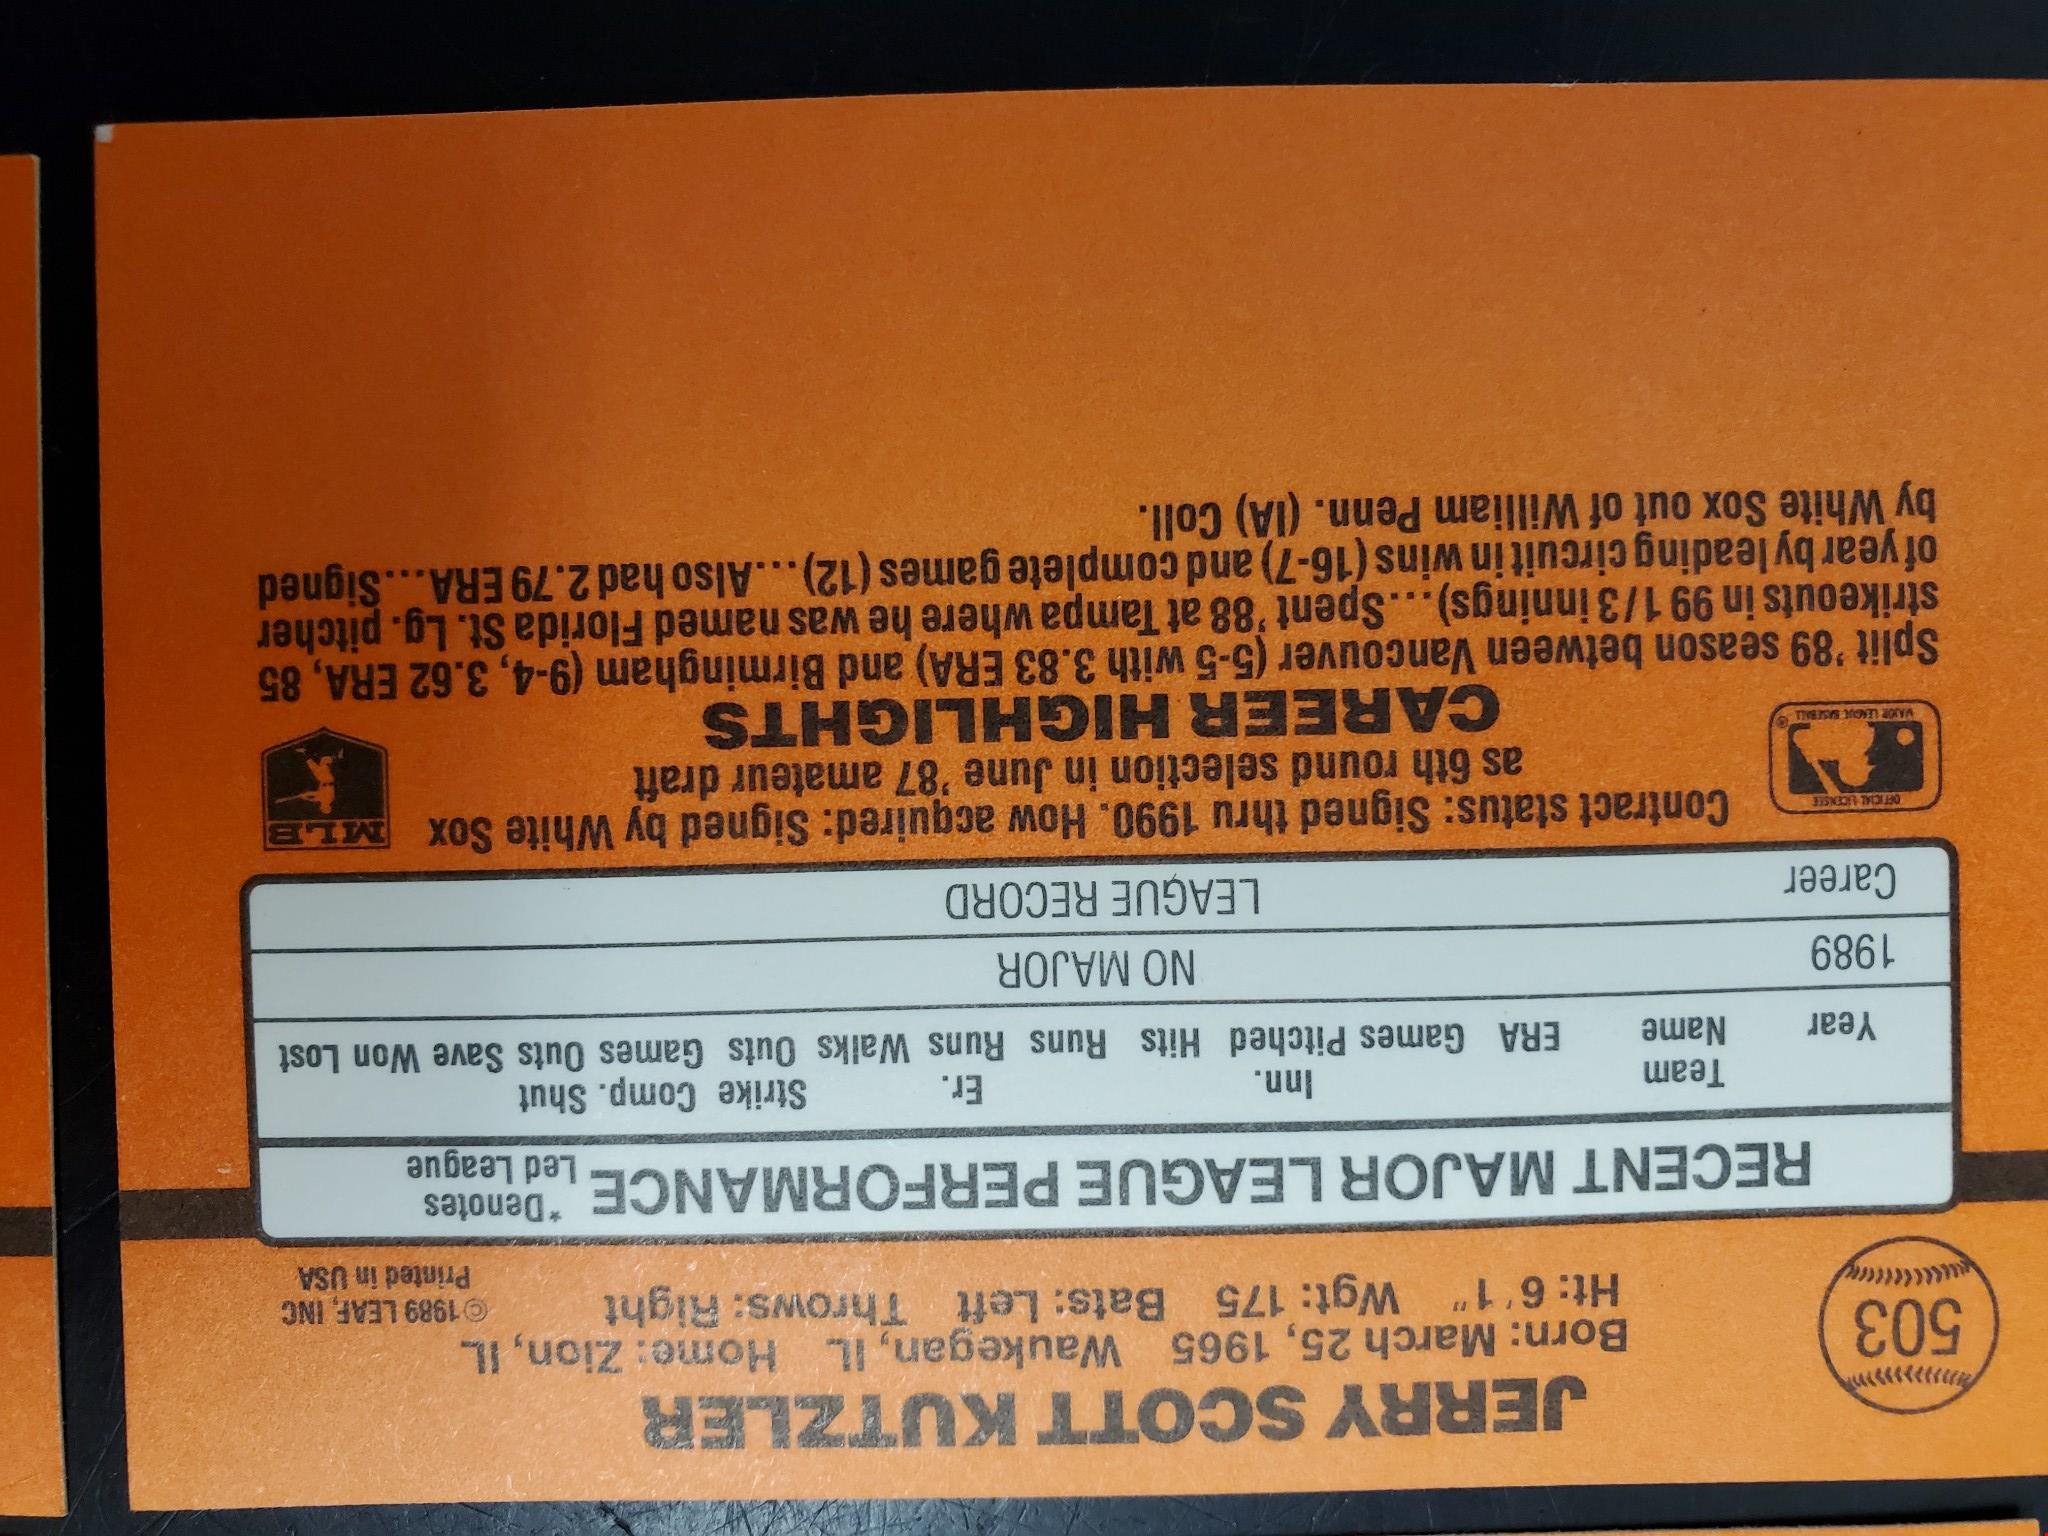 503
JERRY SCOTT KUTZLER
Born: March 25, 1965 Waukegan, IL Home: Zion, IL
Ht: 6'1" Wgt: 175 Bats: Left Throws: Right
©1989 LEAF, INC
Printed in USA
RECENT MAJOR LEAGUE PERFORMANCE *Denotes
Led League
Team Inn. Er. Strike Comp. Shut
Year Name ERA Games Pitched Hits Runs Runs Walks Outs Games Outs Save Won Lost
1989 NO MAJOR
Career LEAGUE RECORD
OFFICIAL LICENSEE
MAJOR LEAGUE BASEBALL ®
Contract status: Signed thru 1990. How acquired: Signed by White Sox
as 6th round selection in June '87 amateur draft
MLB
CAREER HIGHLIGHTS
Split '89 season between Vancouver (5-5 with 3.83 ERA) and Birmingham (9-4, 3.62 ERA, 85
strikeouts in 99 1/3 innings)...Spent '88 at Tampa where he was named Florida St. Lg. pitcher
of year by leading circuit in wins (16-7) and complete games (12)...Also had 2.79 ERA...Signed
by White Sox out of William Penn. (IA) Coll.